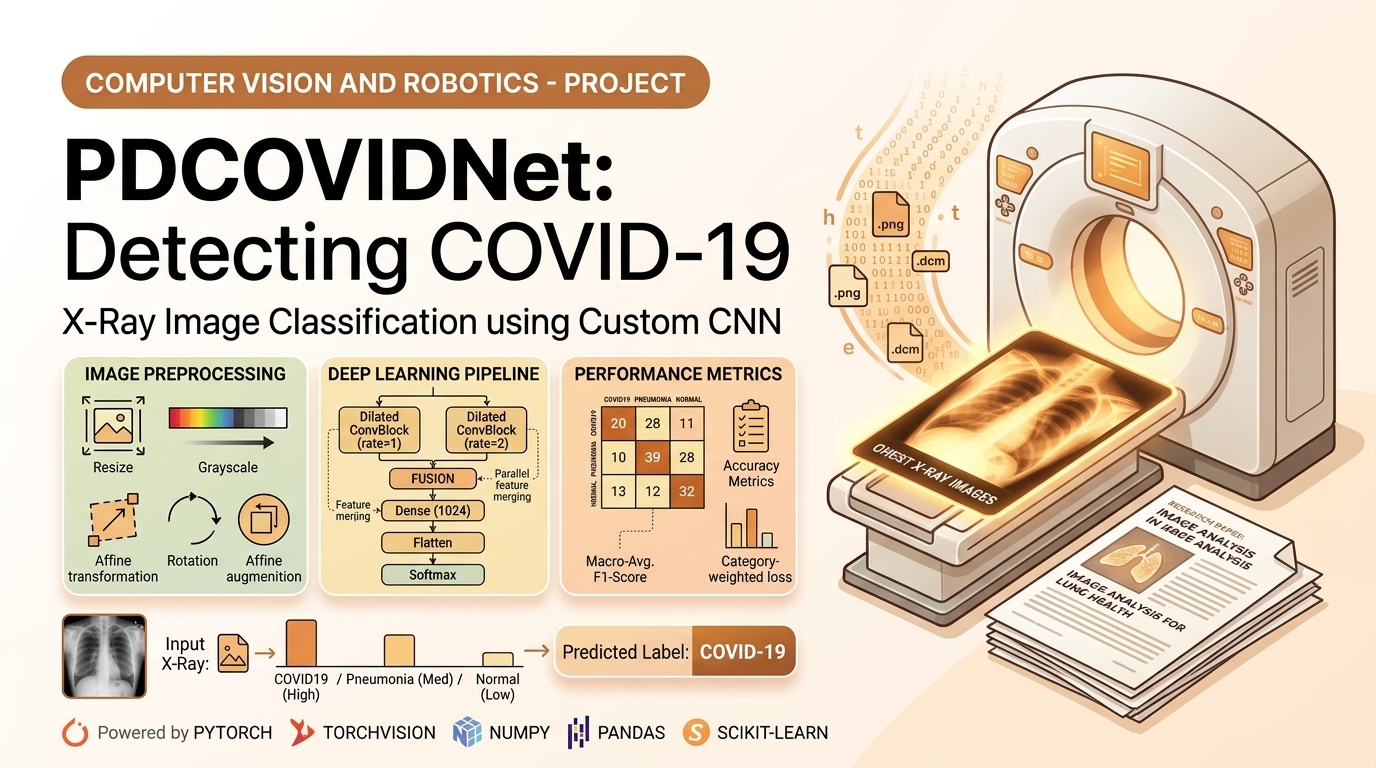 COMPUTER VISION AND ROBOTICS - PROJECT
PDCOVIDNet:
Detecting COVID-19
X-Ray Image Classification using Custom CNN
IMAGE PREPROCESSING
Resize
Grayscale
Affine
transformation
Rotation
Affine
augmenition
DEEP LEARNING PIPELINE
Dilated
ConvBlock
(rate=1)
Dilated
ConvBlock
(rate=2)
FUSION
Parallel
feature
merging
Feature
merging
Dense (1024)
Flatten
Softmax
PERFORMANCE METRICS
COVID19 PNEUMONIA NORMAL
20 28 11
10 39 28
13 12 32
Accuracy
Metrics
Macro-Avg.
F1-Score
Category-
weighted loss
Input
X-Ray:
COVID19
(High)
/ Pneumonia (Med) /
Normal
(Low)
Predicted Label: COVID-19
Powered by PYTORCH
TORCHVISION
NUMPY
PANDAS
SCIKIT-LEARN
t
h
t
e
.png
.dcm
.png
.dcm
CHEST X-RAY IMAGES
IMAGE ANALYSIS
IMAGE ANALYSIS FOR
LUNG HEALTH